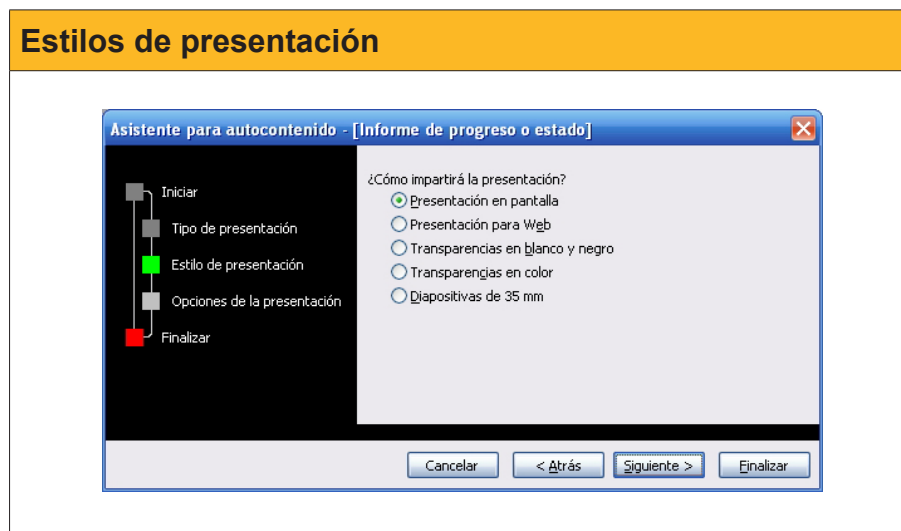 Estilos de presentación
Asistente para autocontenido - [Informe de progreso o estado]
Iniciar
Tipo de presentación
Estilo de presentación
Opciones de la presentación
Finalizar
¿Cómo impartirá la presentación?
Presentación en pantalla
Presentación para Web
Transparencias en blanco y negro
Transparencias en color
Diapositivas de 35 mm
Cancelar
< Atrás
Siguiente >
Finalizar